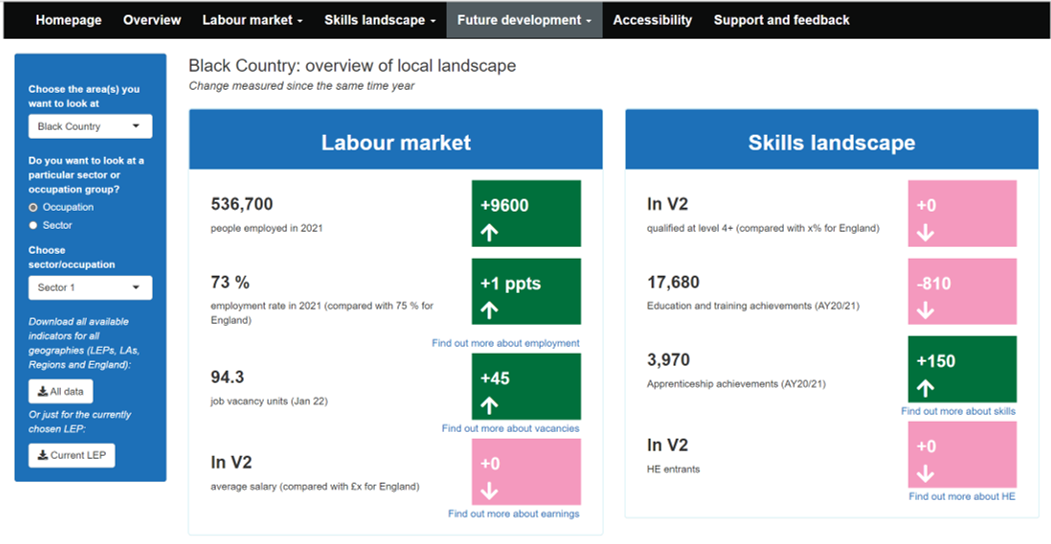 Homepage Overview Labour market Skills landscape Future development Accessibility Support and feedback
Choose the area(s) you
want to look at
Black Country
Do you want to look at a
particular sector or
occupation group?
Occupation
Sector
Choose
sector/occupation
Sector 1
Download all available
indicators for all
geographies (LEPs, LAs,
Regions and England):
All data
Or just for the currently
chosen LEP:
Current LEP
Black Country: overview of local landscape
Change measured since the same time year
Labour market
536,700
people employed in 2021
+9600
73 %
employment rate in 2021 (compared with 75 % for
England)
+1 ppts
Find out more about employment
94.3
job vacancy units (Jan 22)
+45
Find out more about vacancies
In V2
average salary (compared with £x for England)
+0
Find out more about earnings
Skills landscape
In V2
qualified at level 4+ (compared with x% for England)
+0
17,680
Education and training achievements (AY20/21)
-810
3,970
Apprenticeship achievements (AY20/21)
+150
Find out more about skills
In V2
HE entrants
+0
Find out more about HE